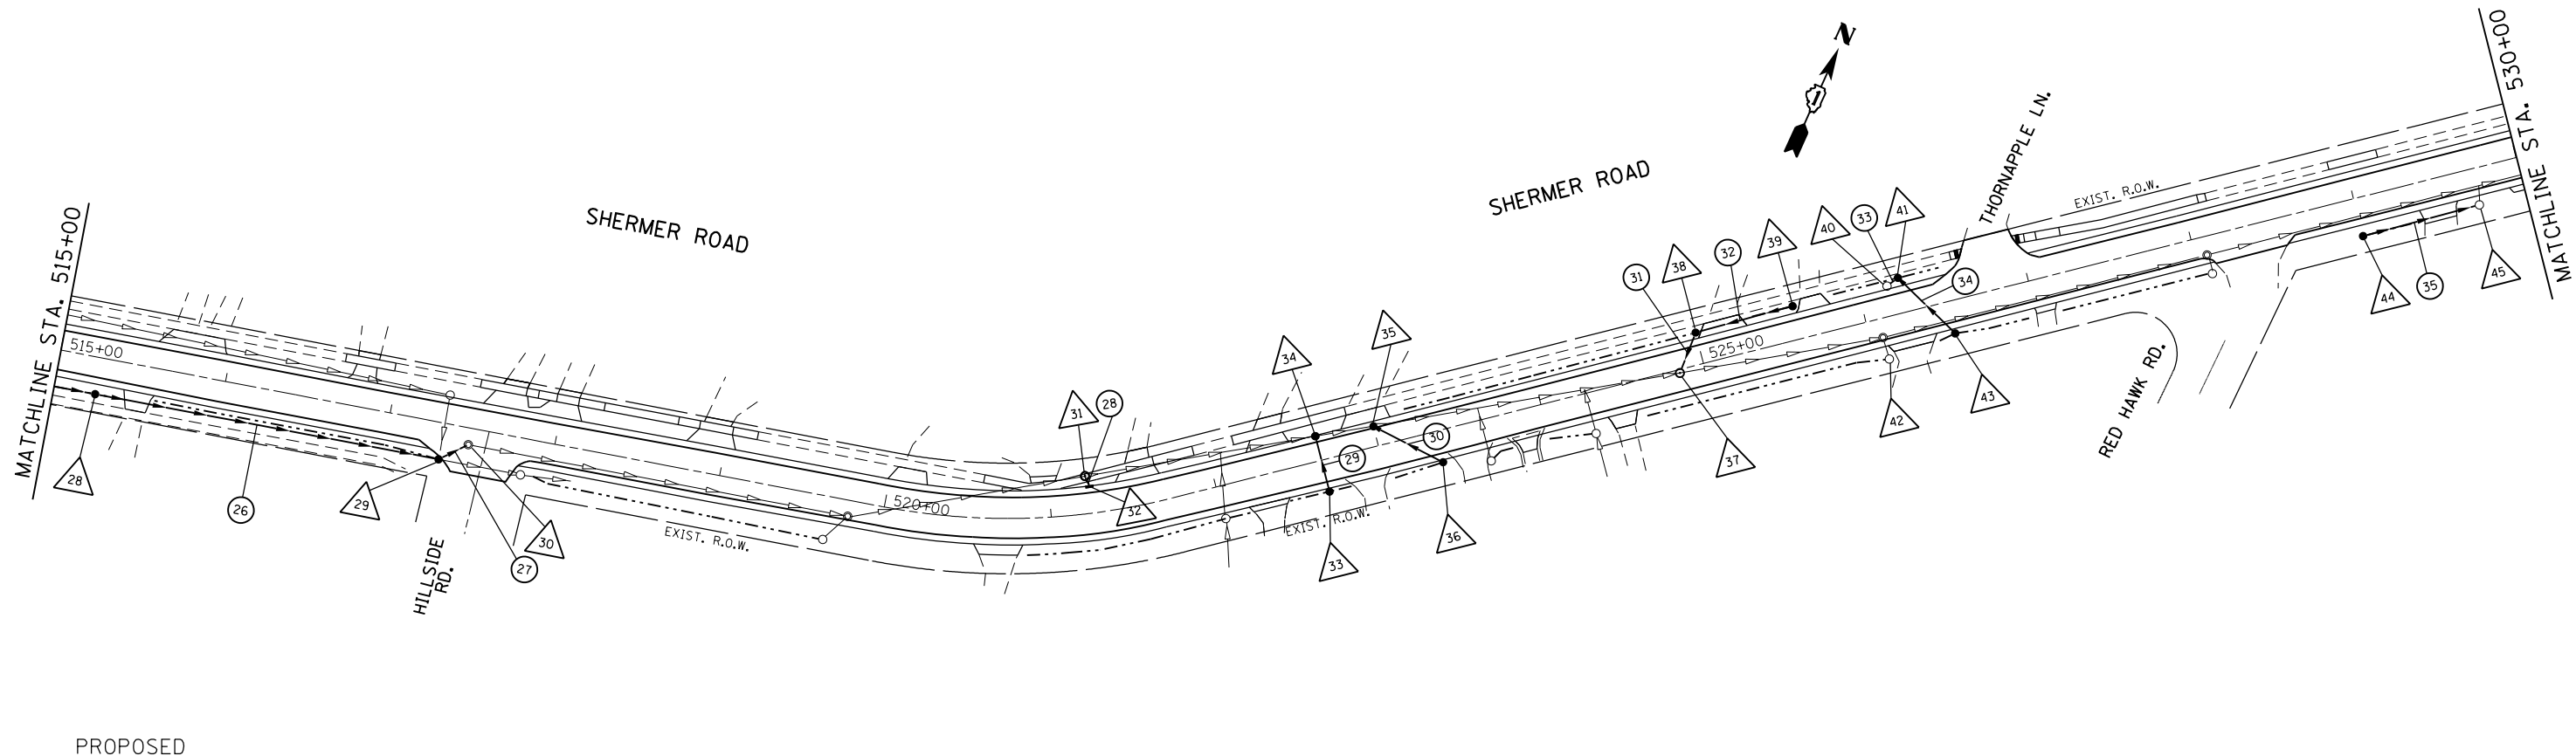 N
MATCHLINE STA. 530+00
THORNAPPLE LN.
SHERMER ROAD
EXIST. R.O.W.
MATCHLINE STA. 515+00
SHERMER ROAD
33
41
40
39
32
38
31
34
45
35
44
35
34
525+00
515+00
31
28
43
42
RED HAWK RD.
30
29
37
28
26
29
520+00
32
EXIST. R.O.W.
EXIST. R.O.W.
36
30
27
33
HILLSIDE
RD.
PROPOSED